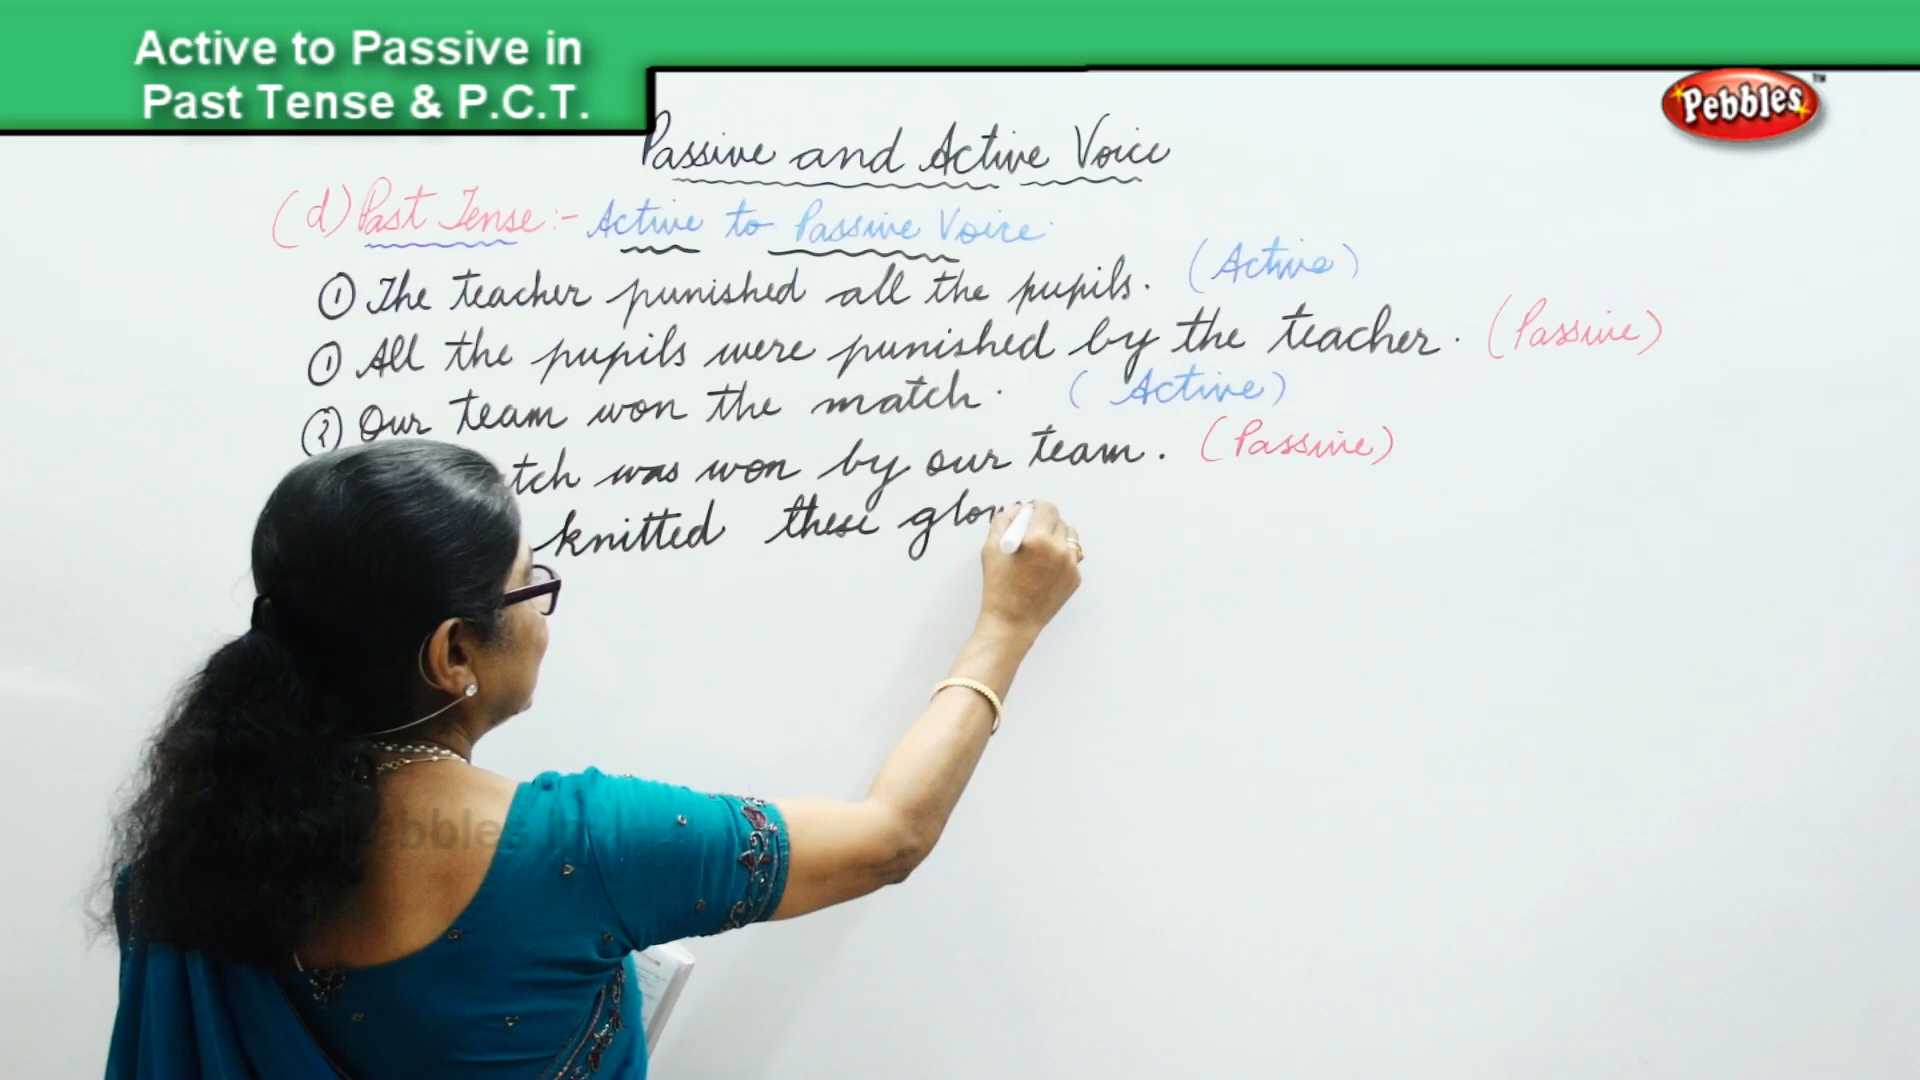 Active to Passive in
Past Tense & P.C.T.
Pebbles™
Passive and Active Voice
(d) Past Tense:- Active to Passive Voice
① The teacher punished all the pupils. (Active)
① All the pupils were punished by the teacher. (Passive)
② Our team won the match. (Active)
tch was won by our team. (Passive)
knitted these glov
pebbles